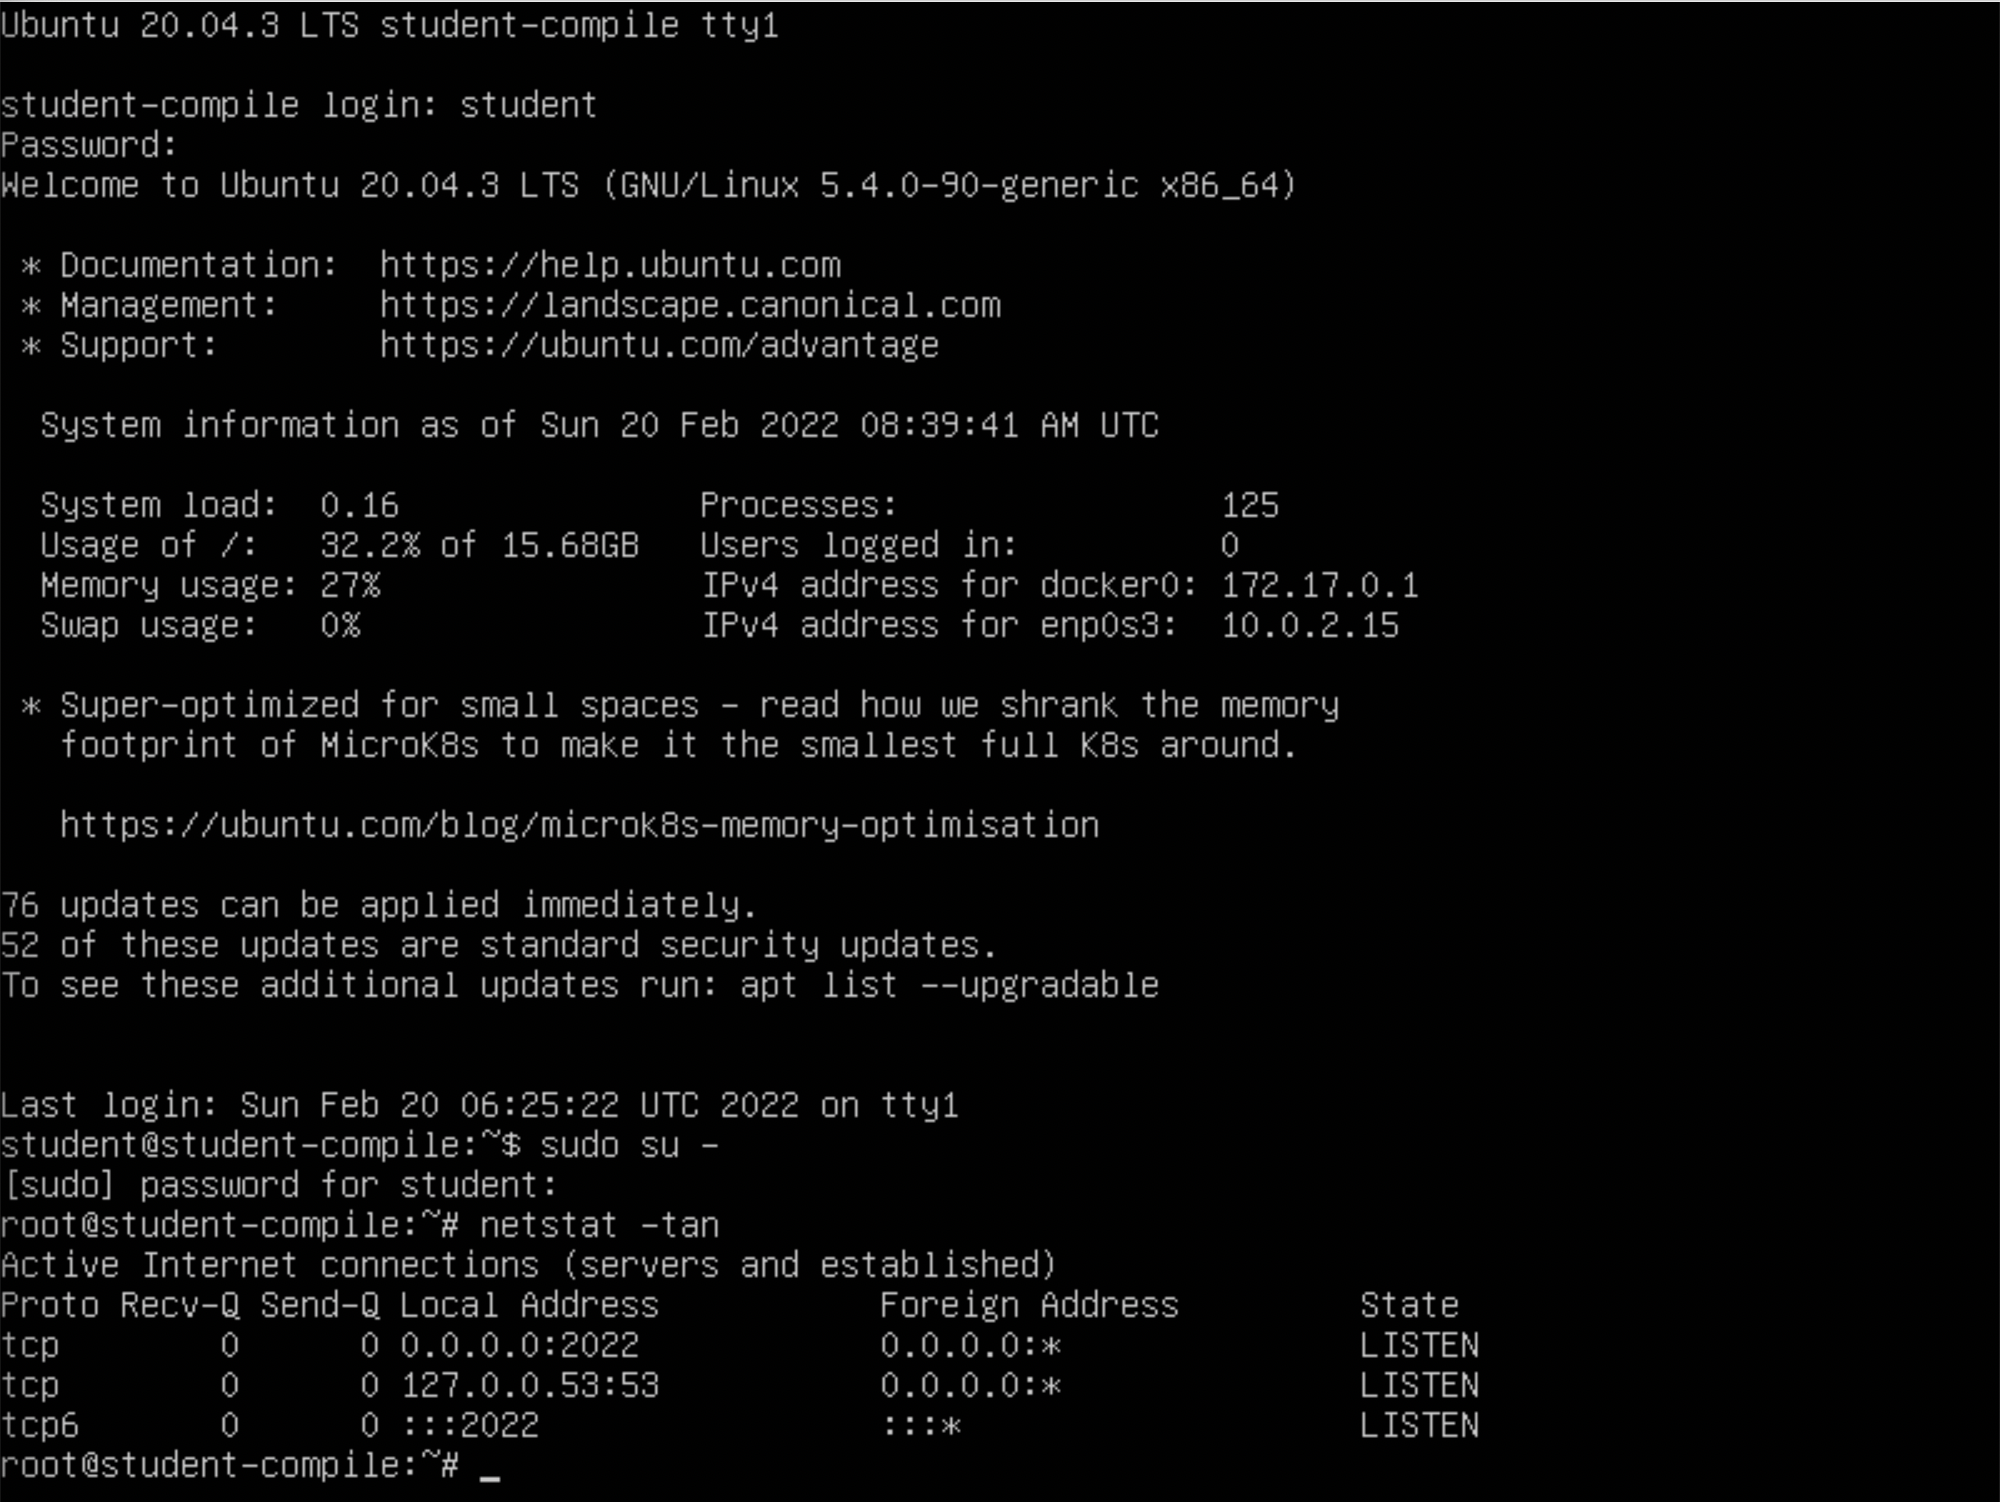 Ubuntu 20.04.3 LTS student-compile tty1
student-compile login: student
Password:
Welcome to Ubuntu 20.04.3 LTS (GNU/Linux 5.4.0-90-generic x86_64)
* Documentation:  https://help.ubuntu.com
* Management:     https://landscape.canonical.com
* Support:        https://ubuntu.com/advantage
System information as of Sun 20 Feb 2022 08:39:41 AM UTC
System load:  0.16               Processes:                125
Usage of /:   32.2% of 15.68GB   Users logged in:          0
Memory usage: 27%                IPv4 address for docker0: 172.17.0.1
Swap usage:   0%                 IPv4 address for enp0s3:  10.0.2.15
* Super-optimized for small spaces - read how we shrank the memory
footprint of MicroK8s to make it the smallest full K8s around.
https://ubuntu.com/blog/microk8s-memory-optimisation
76 updates can be applied immediately.
52 of these updates are standard security updates.
To see these additional updates run: apt list --upgradable
Last login: Sun Feb 20 06:25:22 UTC 2022 on tty1
student@student-compile:~$ sudo su -
[sudo] password for student:
root@student-compile:~# netstat -tan
Active Internet connections (servers and established)
Proto Recv-Q Send-Q Local Address           Foreign Address         State
tcp        0      0 0.0.0.0:2022            0.0.0.0:*               LISTEN
tcp        0      0 127.0.0.53:53           0.0.0.0:*               LISTEN
tcp6       0      0 :::2022                 :::*                    LISTEN
root@student-compile:~# _